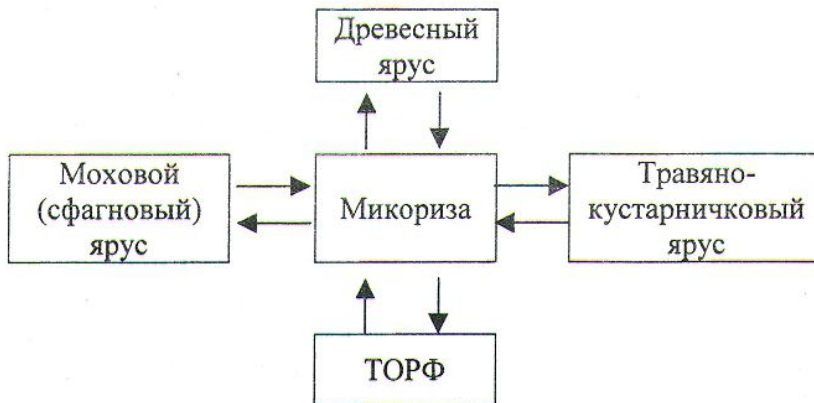 Древесный
ярус
Моховой
(сфагновый)
ярус
Микориза
Травяно-
кустарничковый
ярус
ТОРФ